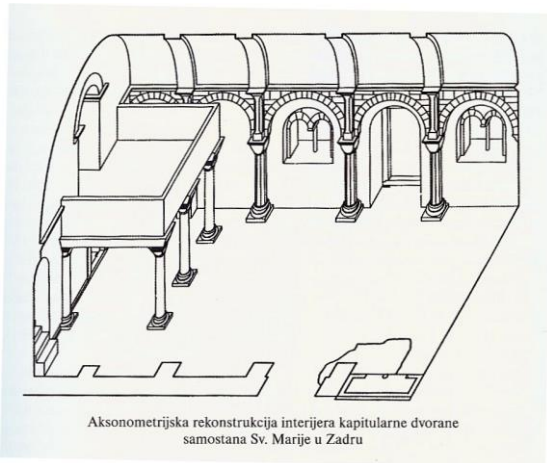 Aksonometrijska rekonstrukcija interijera kapitularne dvorane
samostana Sv. Marije u Zadru